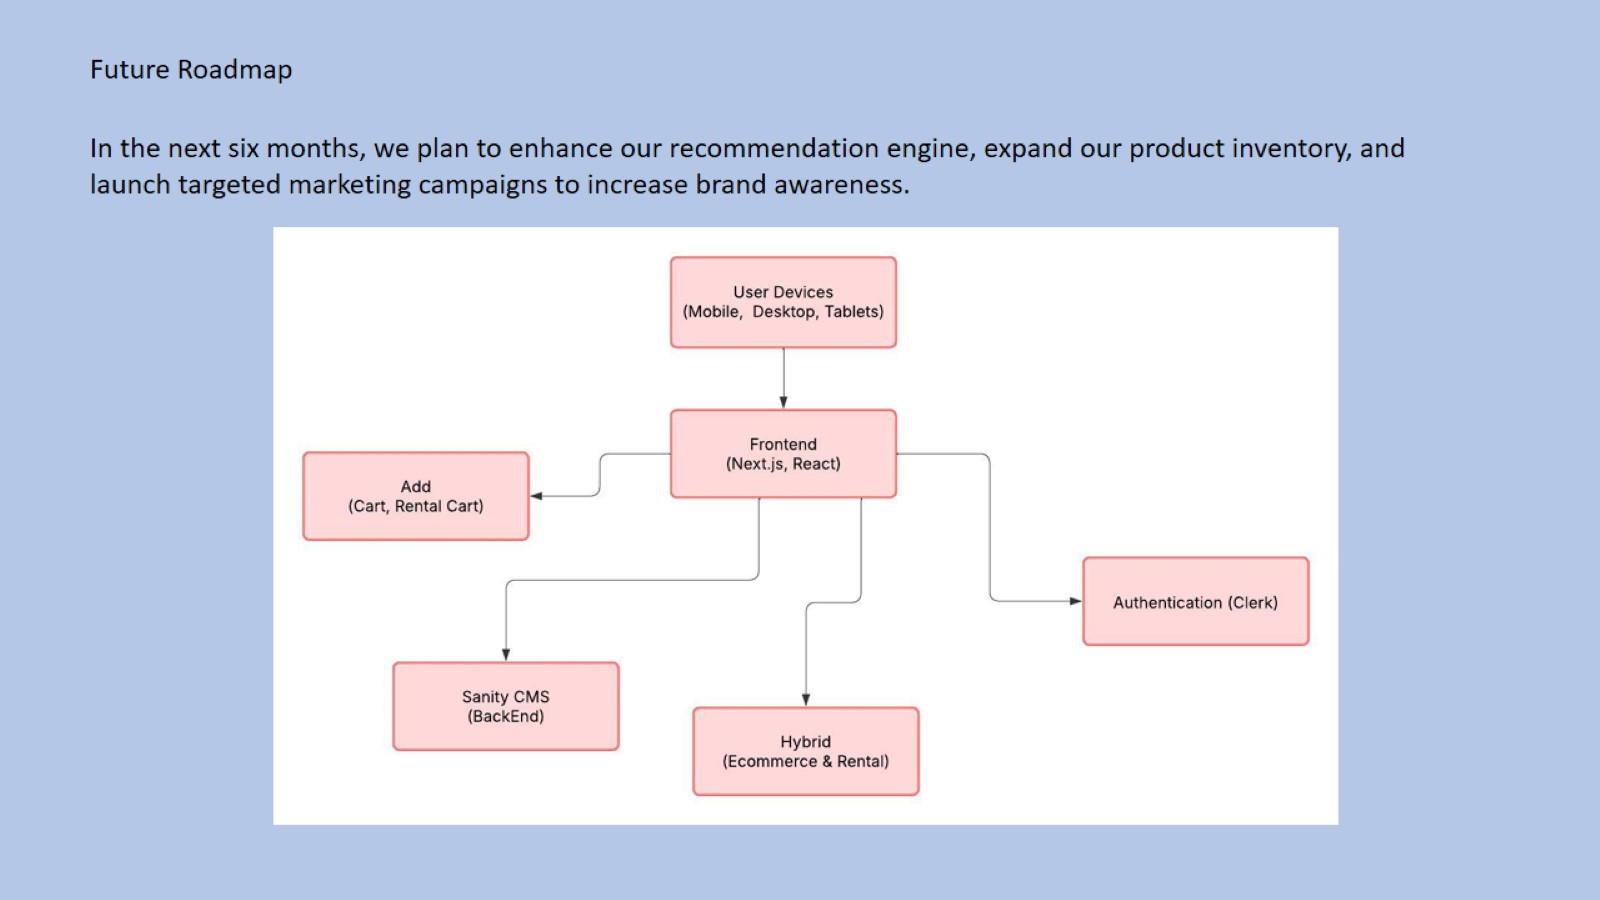 Future Roadmap
In the next six months, we plan to enhance our recommendation engine, expand our product inventory, and
launch targeted marketing campaigns to increase brand awareness.
User Devices
(Mobile,  Desktop, Tablets)
Frontend
(Next.js, React)
Add
(Cart, Rental Cart)
Authentication (Clerk)
Sanity CMS
(BackEnd)
Hybrid
(Ecommerce & Rental)